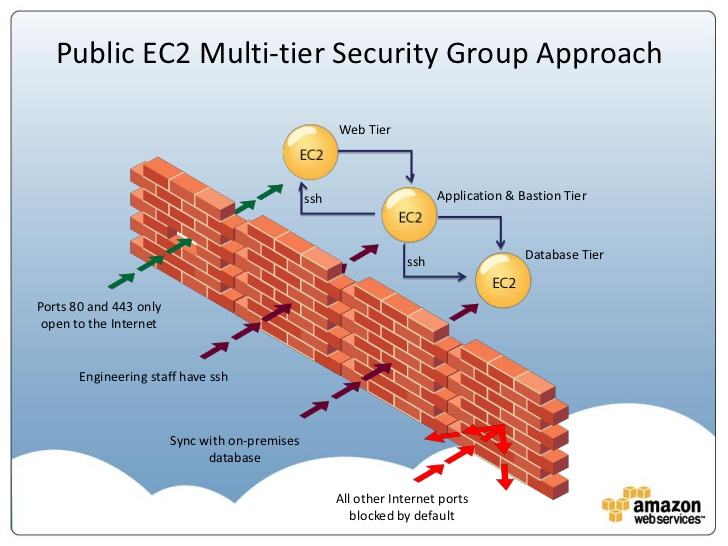 Public EC2 Multi-tier Security Group Approach
Web Tier
EC2
ssh
Application & Bastion Tier
EC2
ssh
Database Tier
EC2
Ports 80 and 443 only
open to the Internet
Engineering staff have ssh
Sync with on-premises
database
All other Internet ports
blocked by default
amazon
webservices™